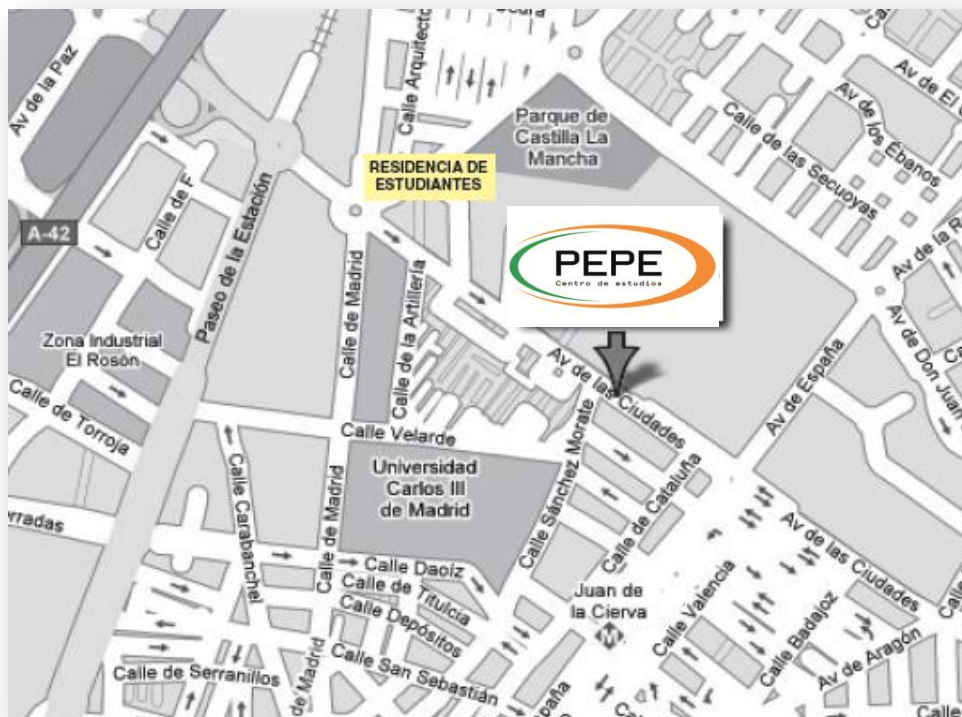 Av de la Paz
Calle Arquitecto
Parque de
Castilla La
Mancha
Av de El
Av de los Ébanos
Calle de las Secuoyas
RESIDENCIA DE
ESTUDIANTES
A-42
Calle de F
Paseo de la Estación
Av de la R
PEPE
Centro de estudios
Calle de Madrid
Calle de la Artillería
Zona Industrial
El Rosón
Av de las Ciudades
Av de España
Av de Don Juan
Calle de Torroja
Calle Velarde
Calle Sánchez Morate
Universidad
Carlos III
de Madrid
Calle de Cataluña
Calle Carabanchel
Calle de Madrid
erradas
Av de las Ciudades
Calle Daoíz
Calle de Titulcia
Calle Depósitos
Juan de
la Cierva
M
Calle Valencia
Calle Badajoz
Av de Aragón
Calle San Sebastián
Calle de Serranillos
de Madrid
España
Calle